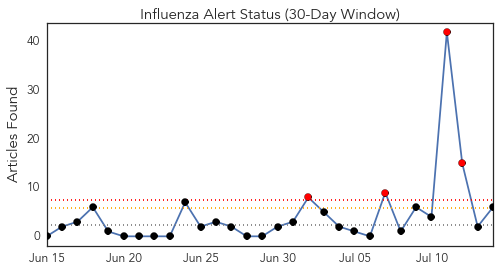 Influenza Alert Status (30-Day Window)
Articles Found
40
30
20
10
0
Jun 15 Jun 20 Jun 25 Jun 30 Jul 05 Jul 10